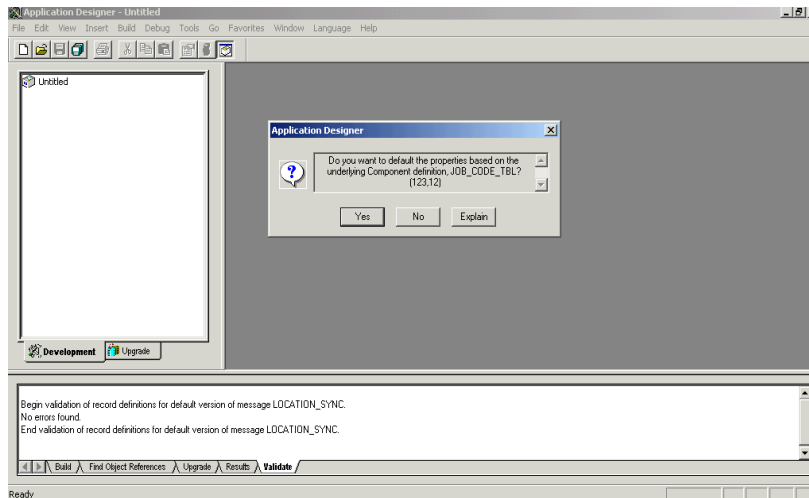 Application Designer - Untitled
File Edit View Insert Build Debug Tools Go Favorites Window Language Help
Untitled
Application Designer
Do you want to default the properties based on the
underlying Component definition, JOB_CODE_TBL?
(123,12)
Yes No Explain
Development Upgrade
Begin validation of record definitions for default version of message LOCATION_SYNC.
No errors found.
End validation of record definitions for default version of message LOCATION_SYNC.
Build Find Object References Upgrade Results Validate
Ready